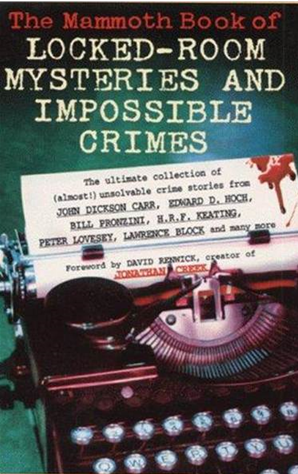 The Mammoth Book of
LOCKED-ROOM
MYSTERIES AND
IMPOSSIBLE
CRIMES
The ultimate collection of
(almost!) unsolvable crime stories from
JOHN DICKSON CARR, EDWARD D. HOCH,
BILL PRONZINI, H.R.F. KEATING,
PETER LOVESEY, LAWRENCE BLOCK and many more
Foreword by DAVID RENWICK, creator of
JONATHAN CREEK
Q W E R T Y U